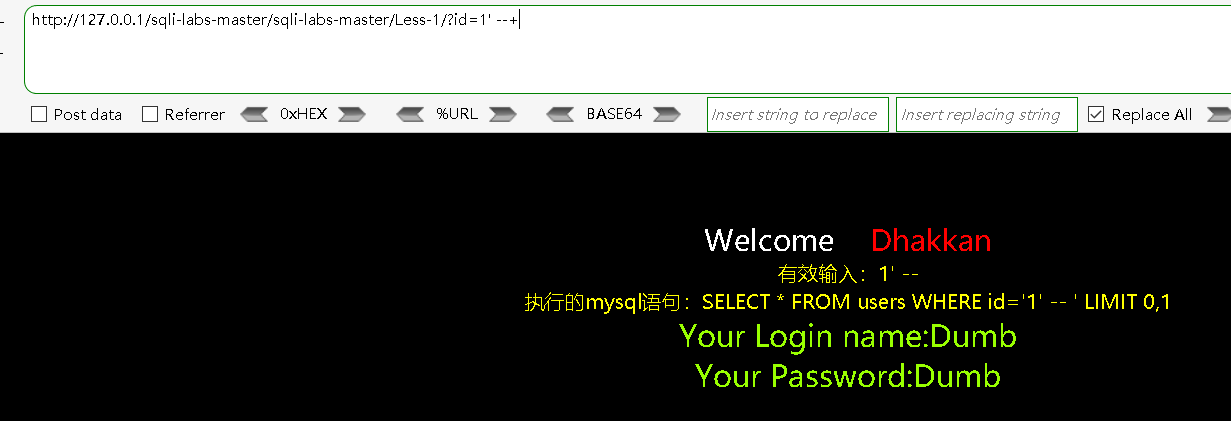 http://127.0.0.1/sqli-labs-master/sqli-labs-master/Less-1/?id=1' --+
Post data Referrer 0xHEX %URL BASE64 Insert string to replace Insert replacing string Replace All
Welcome Dhakkan
有效输入：1' --
执行的mysql语句：SELECT * FROM users WHERE id='1' -- ' LIMIT 0,1
Your Login name:Dumb
Your Password:Dumb